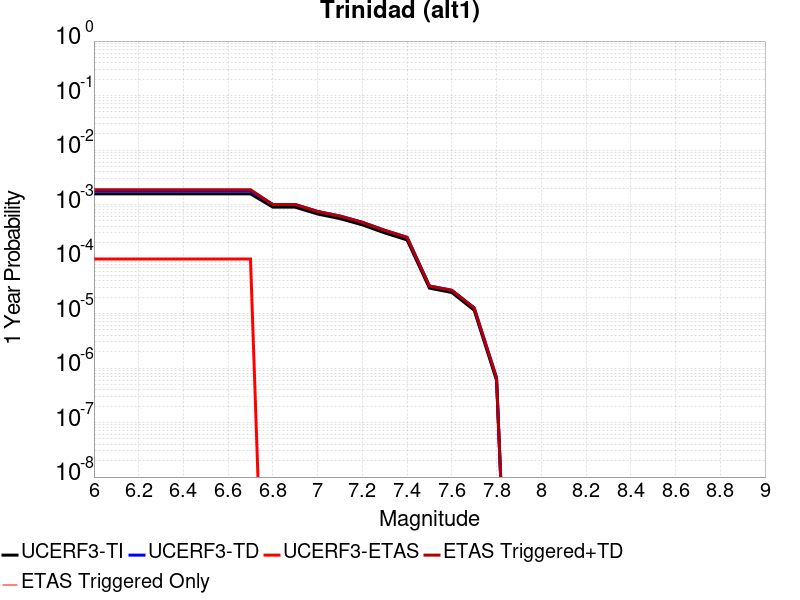 Trinidad (alt1)
10 0
10 -1
10 -2
10 -3
10 -4
10 -5
10 -6
10 -7
10 -8
1 Year Probability
6 6.2 6.4 6.6 6.8 7 7.2 7.4 7.6 7.8 8 8.2 8.4 8.6 8.8 9
Magnitude
UCERF3-TI UCERF3-TD UCERF3-ETAS ETAS Triggered+TD
ETAS Triggered Only